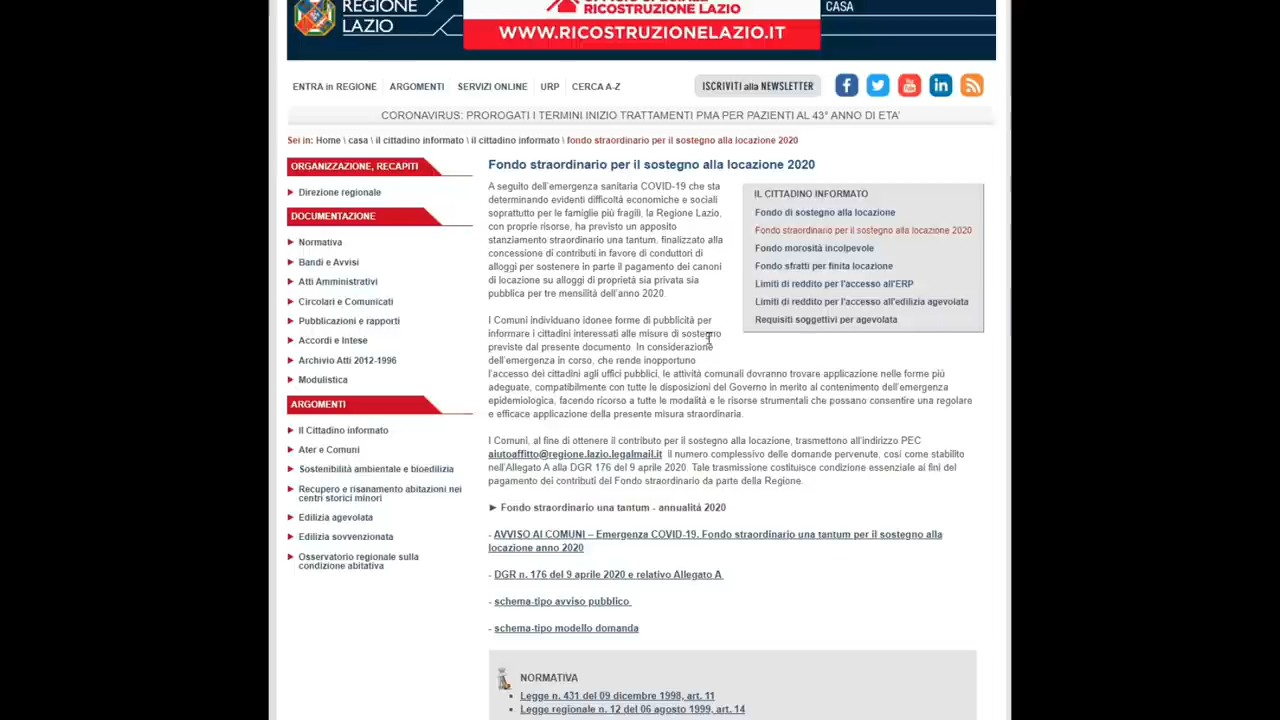 REGIONE
LAZIO
RICOSTRUZIONE LAZIO
WWW.RICOSTRUZIONELAZIO.IT
CASA
ENTRA in REGIONE
ARGOMENTI
SERVIZI ONLINE
URP
CERCA A-Z
ISCRIVITI alla NEWSLETTER
CORONAVIRUS: PROROGATI I TERMINI INIZIO TRATTAMENTI PMA PER PAZIENTI AL 43° ANNO DI ETA'
Sei in: Home \ casa \ il cittadino informato \ il cittadino informato \ fondo straordinario per il sostegno alla locazione 2020
ORGANIZZAZIONE, RECAPITI
Direzione regionale
DOCUMENTAZIONE
Normativa
Bandi e Avvisi
Atti Amministrativi
Circolari e Comunicati
Pubblicazioni e rapporti
Accordi e Intese
Archivio Atti 2012-1996
Modulistica
ARGOMENTI
Il Cittadino informato
Ater e Comuni
Sostenibilità ambientale e bioedilizia
Recupero e risanamento abitazioni nei
centri storici minori
Edilizia agevolata
Edilizia sovvenzionata
Osservatorio regionale sulla
condizione abitativa
Fondo straordinario per il sostegno alla locazione 2020
A seguito dell'emergenza sanitaria COVID-19 che sta
determinando evidenti difficoltà economiche e sociali
soprattutto per le famiglie più fragili, la Regione Lazio,
con proprie risorse, ha previsto un apposito
stanziamento straordinario una tantum, finalizzato alla
concessione di contributi in favore di conduttori di
alloggi per sostenere in parte il pagamento dei canoni
di locazione su alloggi di proprietà sia privata sia
pubblica per tre mensilità dell'anno 2020.
IL CITTADINO INFORMATO
Fondo di sostegno alla locazione
Fondo straordinario per il sostegno alla locazione 2020
Fondo morosità incolpevole
Fondo sfratti per finita locazione
Limiti di reddito per l'accesso all'ERP
Limiti di reddito per l'accesso all'edilizia agevolata
Requisiti soggettivi per agevolata
I Comuni individuano idonee forme di pubblicità per
informare i cittadini interessati alle misure di sostegno
previste dal presente documento. In considerazione
dell'emergenza in corso, che rende inopportuno
l'accesso dei cittadini agli uffici pubblici, le attività comunali dovranno trovare applicazione nelle forme più
adeguate, compatibilmente con tutte le disposizioni del Governo in merito al contenimento dell'emergenza
epidemiologica, facendo ricorso a tutte le modalità e le risorse strumentali che possano consentire una regolare
e efficace applicazione della presente misura straordinaria.
I Comuni, al fine di ottenere il contributo per il sostegno alla locazione, trasmettono all'indirizzo PEC
aiutoaffitto@regione.lazio.legalmail.it il numero complessivo delle domande pervenute, così come stabilito
nell'Allegato A alla DGR 176 del 9 aprile 2020. Tale trasmissione costituisce condizione essenziale ai fini del
pagamento dei contributi del Fondo straordinario da parte della Regione.
► Fondo straordinario una tantum - annualità 2020
- AVVISO AI COMUNI – Emergenza COVID-19. Fondo straordinario una tantum per il sostegno alla
locazione anno 2020
- DGR n. 176 del 9 aprile 2020 e relativo Allegato A
- schema-tipo avviso pubblico
- schema-tipo modello domanda
NORMATIVA
Legge n. 431 del 09 dicembre 1998, art. 11
Legge regionale n. 12 del 06 agosto 1999, art. 14